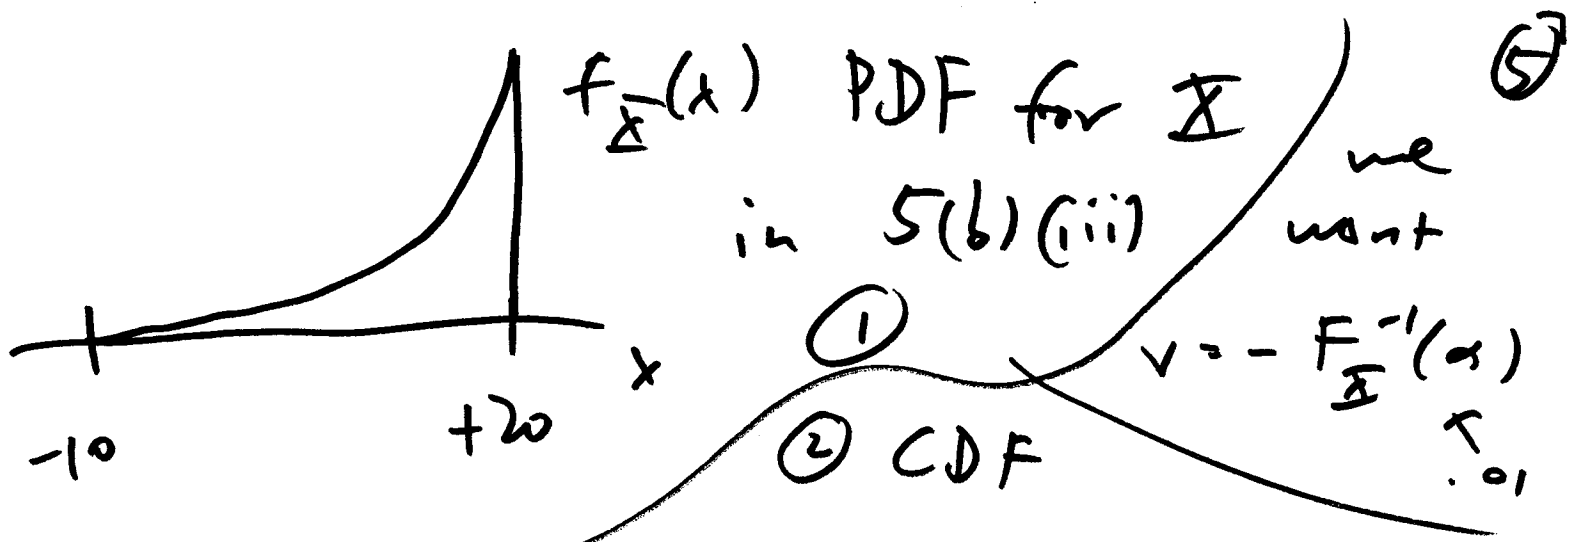 f_X(x) PDF for X
in 5(b)(iii)
-10
+20
x
①
② CDF
we
want
v = - F_X^{-1}(α)
↑
.01
⑤